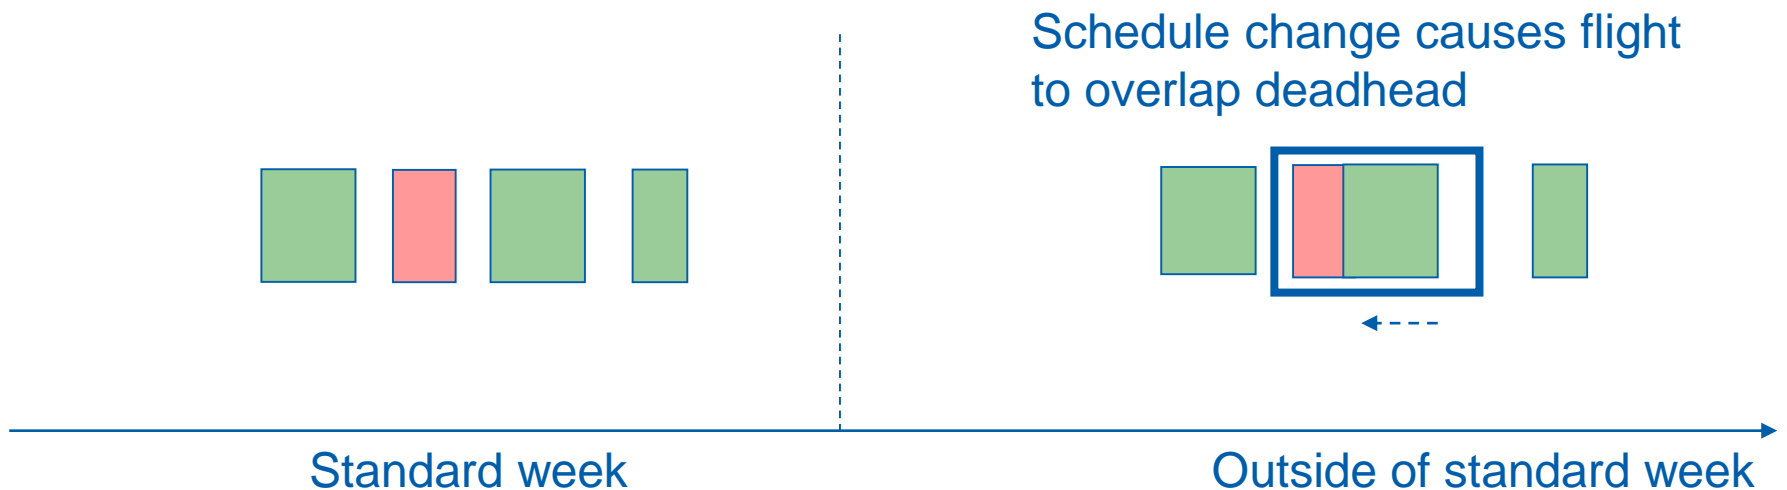 Schedule change causes flight
to overlap deadhead
Standard week
Outside of standard week